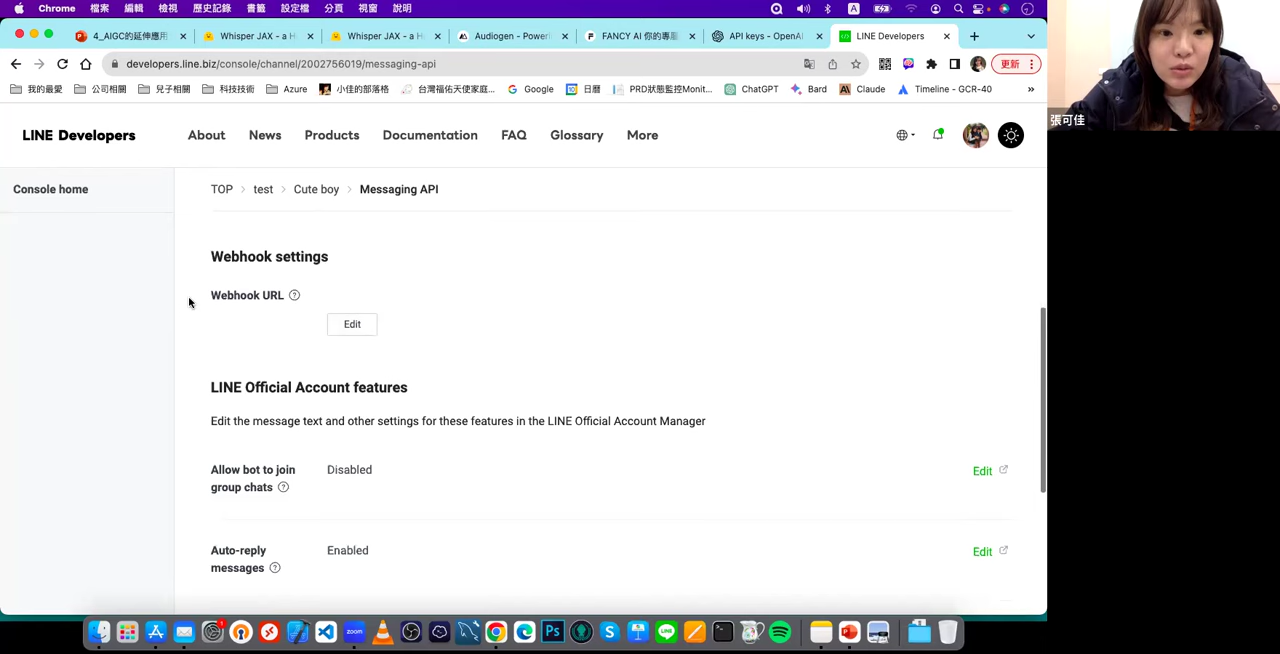 Chrome 檔案 編輯 檢視 歷史記錄 書籤 設定檔 分頁 視窗 說明
4_AIGC的延伸應用 Whisper JAX - a H Whisper JAX - a H Audiogen - Power FANCY AI 你的專 API keys - OpenAI LINE Developers
developers.line.biz/console/channel/2002756019/messaging-api 更新
我的最愛 公司相關 兒子相關 科技技術 Azure 小佳的部落格 台灣福佑天使家庭... Google 日曆 PRD狀態監控Monit... ChatGPT Bard Claude Timeline - GCR-40 »
張可佳
LINE Developers About News Products Documentation FAQ Glossary More
Console home
TOP > test > Cute boy > Messaging API
Webhook settings
Webhook URL ?
Edit
LINE Official Account features
Edit the message text and other settings for these features in the LINE Official Account Manager
Allow bot to join Disabled Edit
group chats ?
Auto-reply Enabled Edit
messages ?
zoom Ps LINE